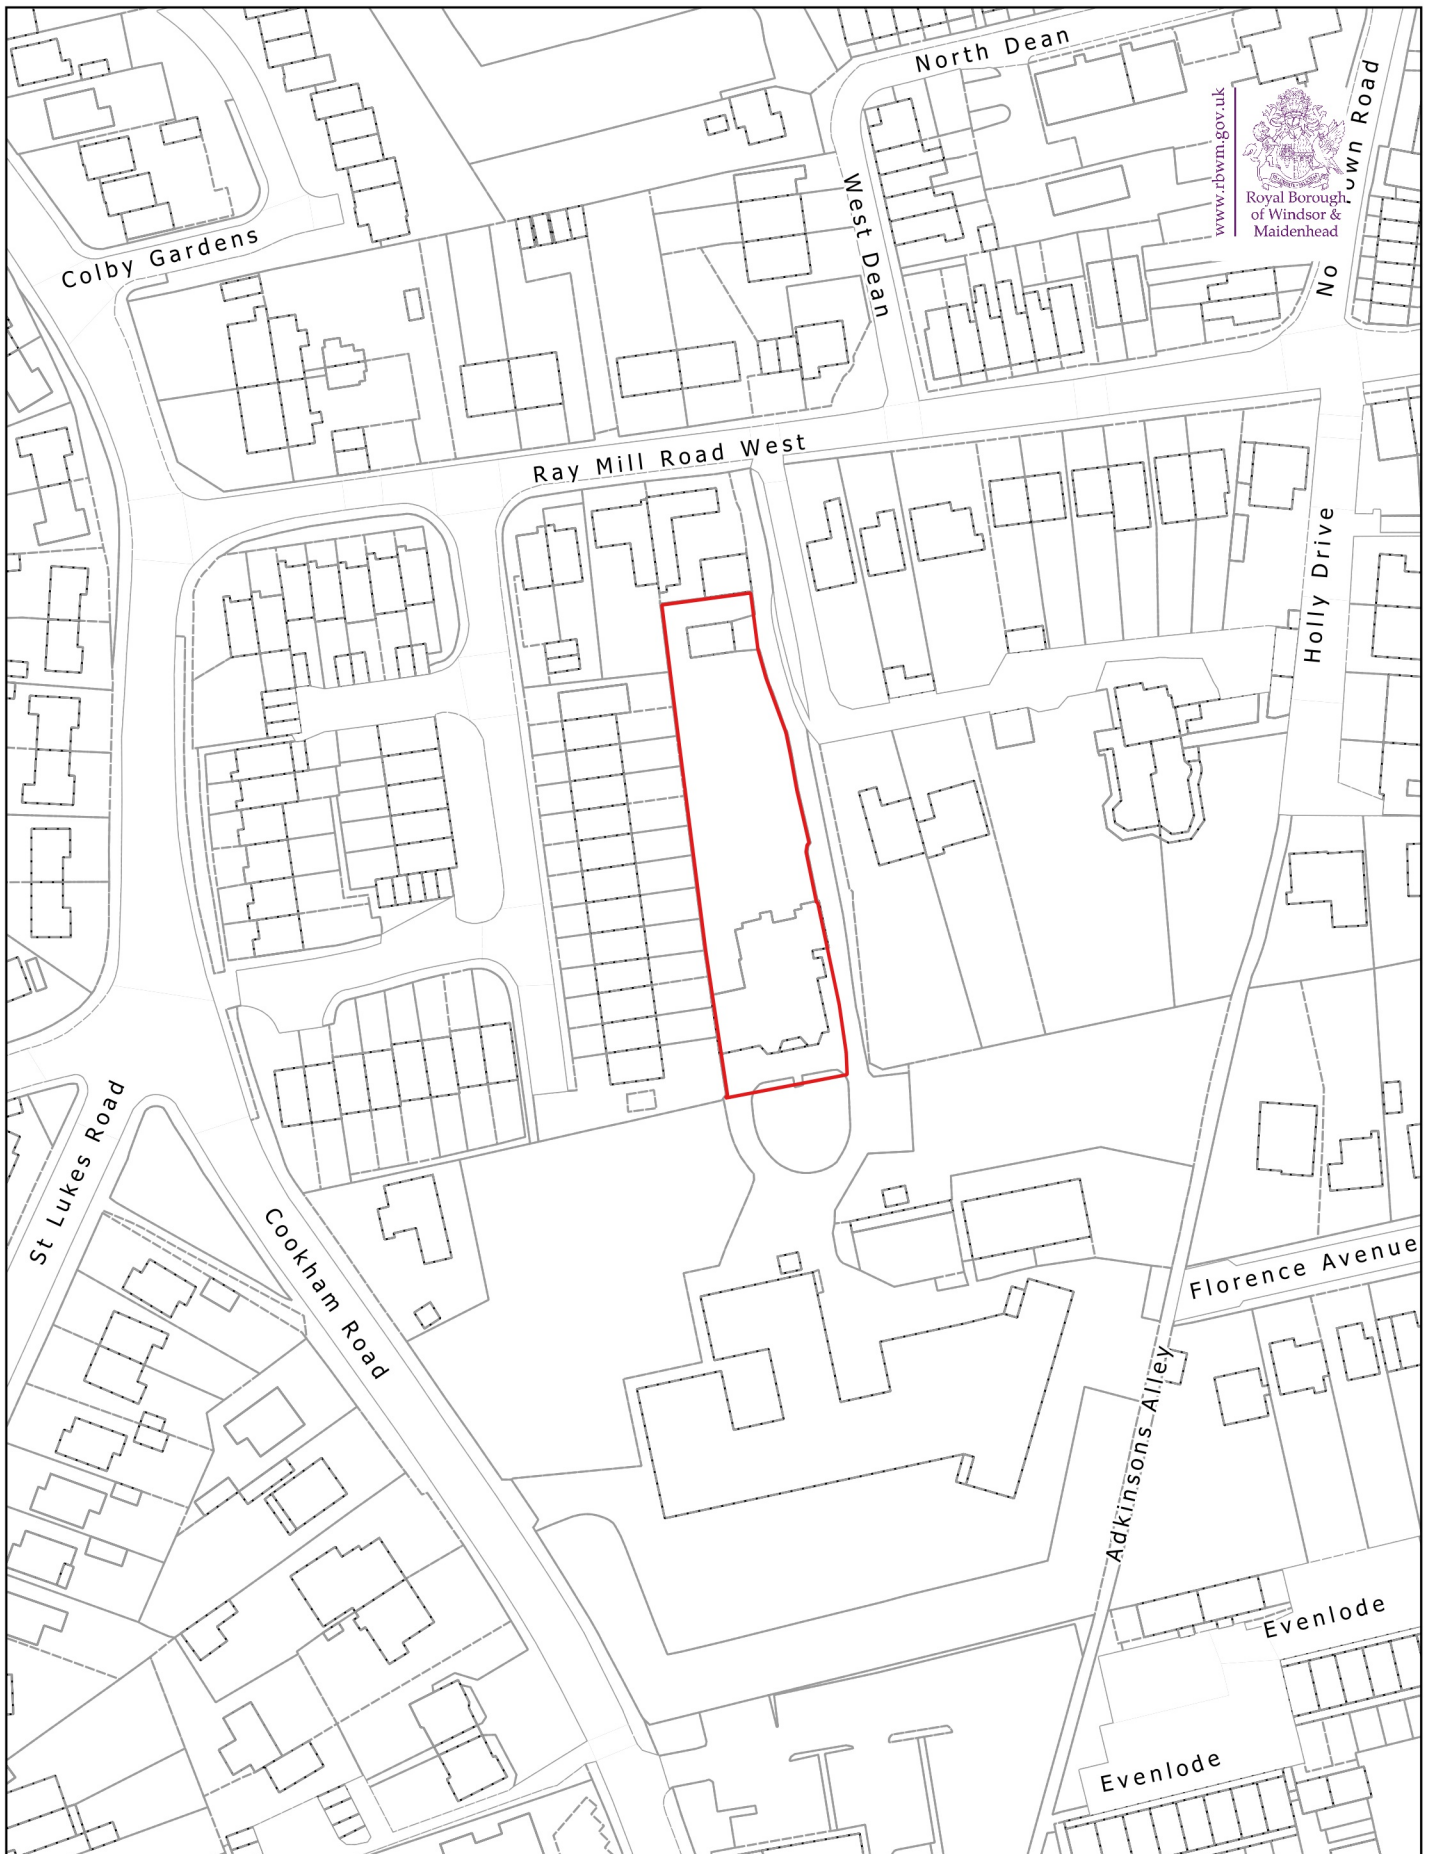 North Dean
www.rbwm.gov.uk
Royal Borough
of Windsor &
Maidenhead
No own Road
West Dean
Colby Gardens
Ray Mill Road West
Holly Drive
St Lukes Road
Cookham Road
Florence Avenue
Adkinsons Alley
Evenlode
Evenlode